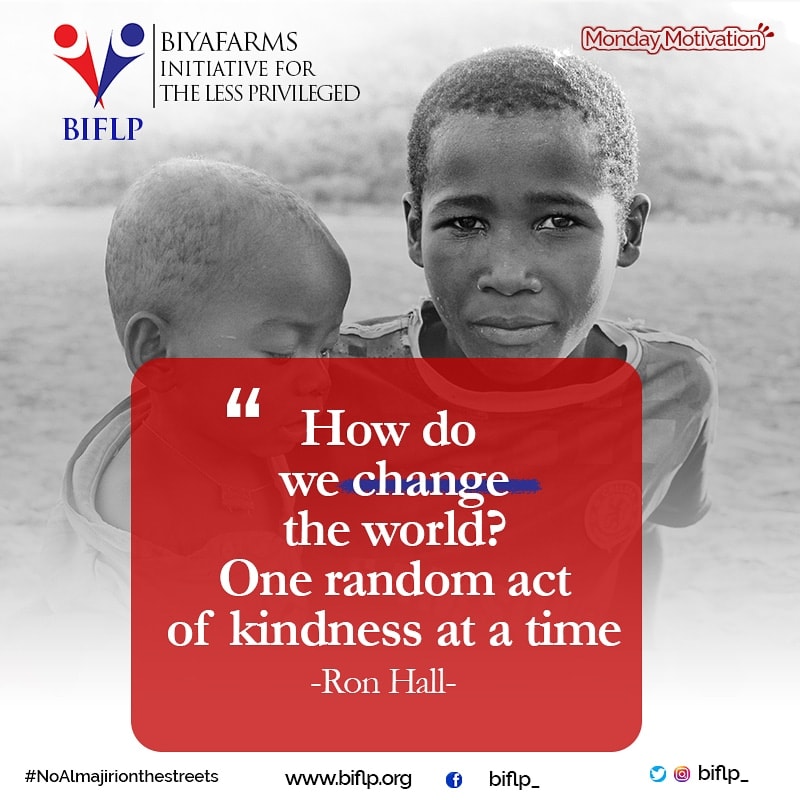 BIYAFARMS
INITIATIVE FOR
THE LESS PRIVILEGED
BIFLP
Monday Motivation
“
How do
we change
the world?
One random act
of kindness at a time
-Ron Hall-
#NoAlmajirionthestreets
www.biflp.org
biflp_
biflp_